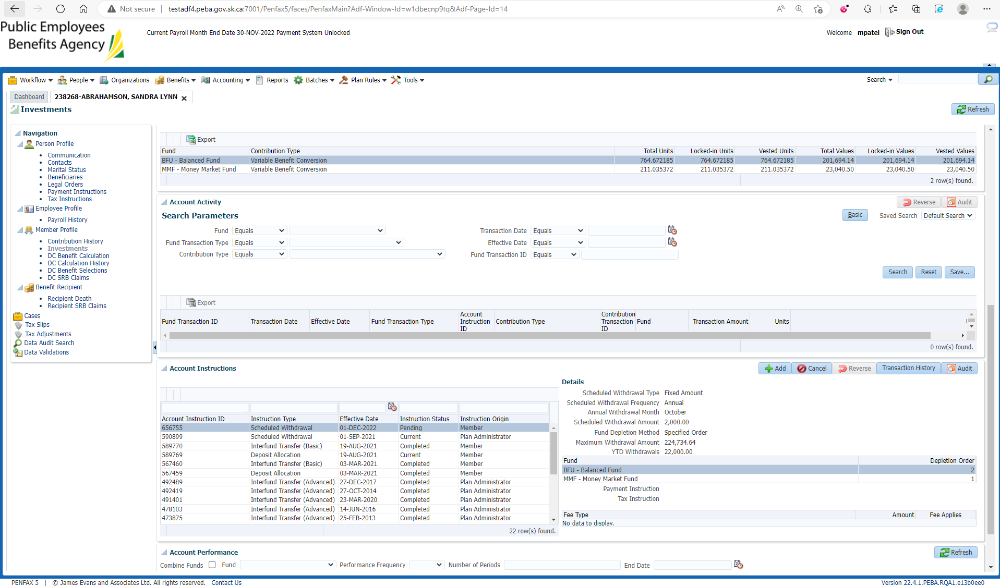 Not secure | testadf4.peba.gov.sk.ca:7001/Penfax5/faces/PenfaxMain?Adf-Window-Id=w1dbecnp9tq&Adf-Page-Id=14
Public Employees
Benefits Agency
Current Payroll Month End Date 30-NOV-2022 Payment System Unlocked
Welcome mpatel Sign Out
Workflow People Organizations Benefits Accounting Reports Batches Plan Rules Tools Search
Dashboard 238268-ABRAHAMSON, SANDRA LYNN
Investments Refresh
Navigation
Person Profile
Communication
Contacts
Marital Status
Beneficiaries
Legal Orders
Payment Instructions
Tax Instructions
Employee Profile
Payroll History
Member Profile
Contribution History
Investments
DC Benefit Calculation
DC Calculation History
DC Benefit Selections
DC SRB Claims
Benefit Recipient
Recipient Death
Recipient SRB Claims
Cases
Tax Slips
Tax Adjustments
Data Audit Search
Data Validations
Export
Fund Contribution Type Total Units Locked-in Units Vested Units Total Values Locked-in Values Vested Values
BFU - Balanced Fund Variable Benefit Conversion 764.672185 764.672185 764.672185 201,694.14 201,694.14 201,694.14
MMF - Money Market Fund Variable Benefit Conversion 211.035372 211.035372 211.035372 23,040.50 23,040.50 23,040.50
2 row(s) found.
Account Activity Reverse Audit
Search Parameters Basic Saved Search Default Search
Fund Equals Transaction Date Equals
Fund Transaction Type Equals Effective Date Equals
Contribution Type Equals Fund Transaction ID Equals
Search Reset Save...
Export
Fund Transaction ID Transaction Date Effective Date Fund Transaction Type Account Instruction ID Contribution Type Contribution Transaction ID Fund Transaction Amount Units
0 row(s) found.
Account Instructions Add Cancel Reverse Transaction History Audit
Account Instruction ID Instruction Type Effective Date Instruction Status Instruction Origin
656755 Scheduled Withdrawal 01-DEC-2022 Pending Member
590899 Scheduled Withdrawal 01-SEP-2021 Current Plan Administrator
589770 Interfund Transfer (Basic) 19-AUG-2021 Completed Member
589769 Deposit Allocation 19-AUG-2021 Current Member
567460 Interfund Transfer (Basic) 03-MAR-2021 Completed Member
567459 Deposit Allocation 03-MAR-2021 Completed Member
492489 Interfund Transfer (Advanced) 27-DEC-2017 Completed Plan Administrator
492419 Interfund Transfer (Advanced) 27-OCT-2014 Completed Plan Administrator
491401 Interfund Transfer (Advanced) 23-MAR-2020 Completed Plan Administrator
478103 Interfund Transfer (Advanced) 14-JUN-2016 Completed Plan Administrator
473875 Interfund Transfer (Advanced) 25-FEB-2013 Completed Plan Administrator
22 row(s) found.
Details
Scheduled Withdrawal Type Fixed Amount
Scheduled Withdrawal Frequency Annual
Annual Withdrawal Month October
Scheduled Withdrawal Amount 2,000.00
Fund Depletion Method Specified Order
Maximum Withdrawal Amount 224,734.64
YTD Withdrawals 22,000.00
Fund Depletion Order
BFU - Balanced Fund 2
MMF - Money Market Fund 1
Payment Instruction
Tax Instruction
Fee Type Amount Fee Applies
No data to display.
Account Performance Refresh
Combine Funds Fund Performance Frequency Number of Periods End Date
PENFAX 5 | © James Evans and Associates Ltd. All rights reserved. Contact Us Version 22.4.1.PEBA.RQA1.e13b0ee0